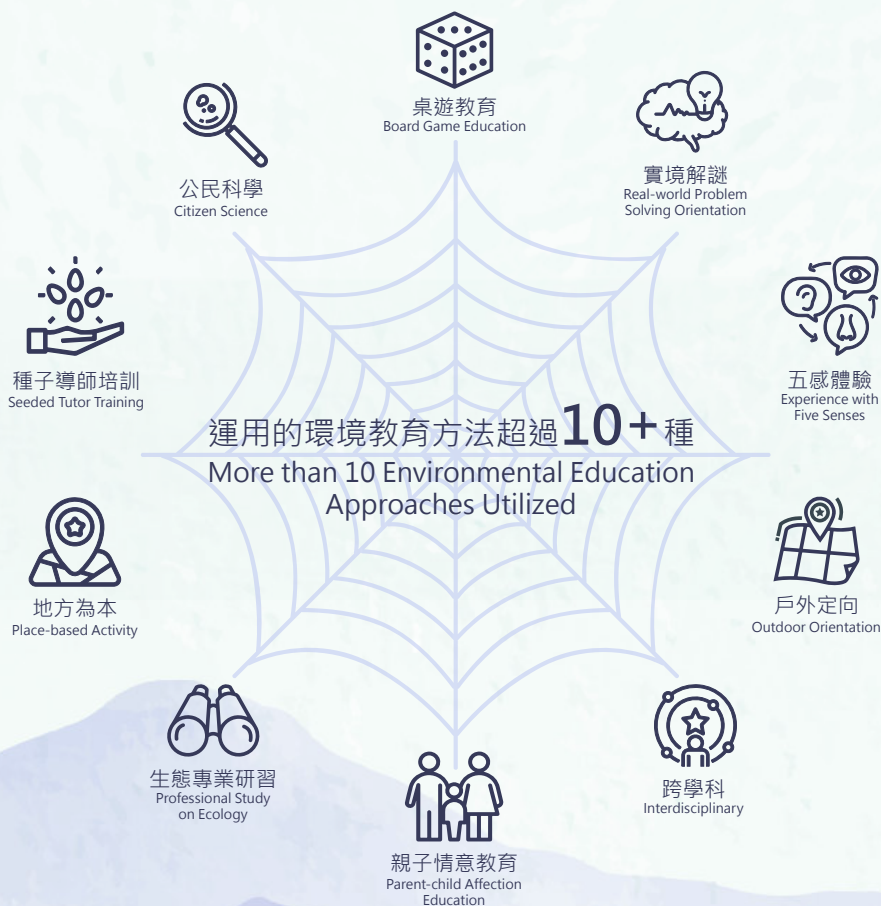 桌遊教育
Board Game Education
公民科學
Citizen Science
實境解謎
Real-world Problem
Solving Orientation
種子導師培訓
Seeded Tutor Training
五感體驗
Experience with
Five Senses
運用的環境教育方法超過10+種
More than 10 Environmental Education
Approaches Utilized
地方為本
Place-based Activity
戶外定向
Outdoor Orientation
生態專業研習
Professional Study
on Ecology
跨學科
Interdisciplinary
親子情意教育
Parent-child Affection
Education